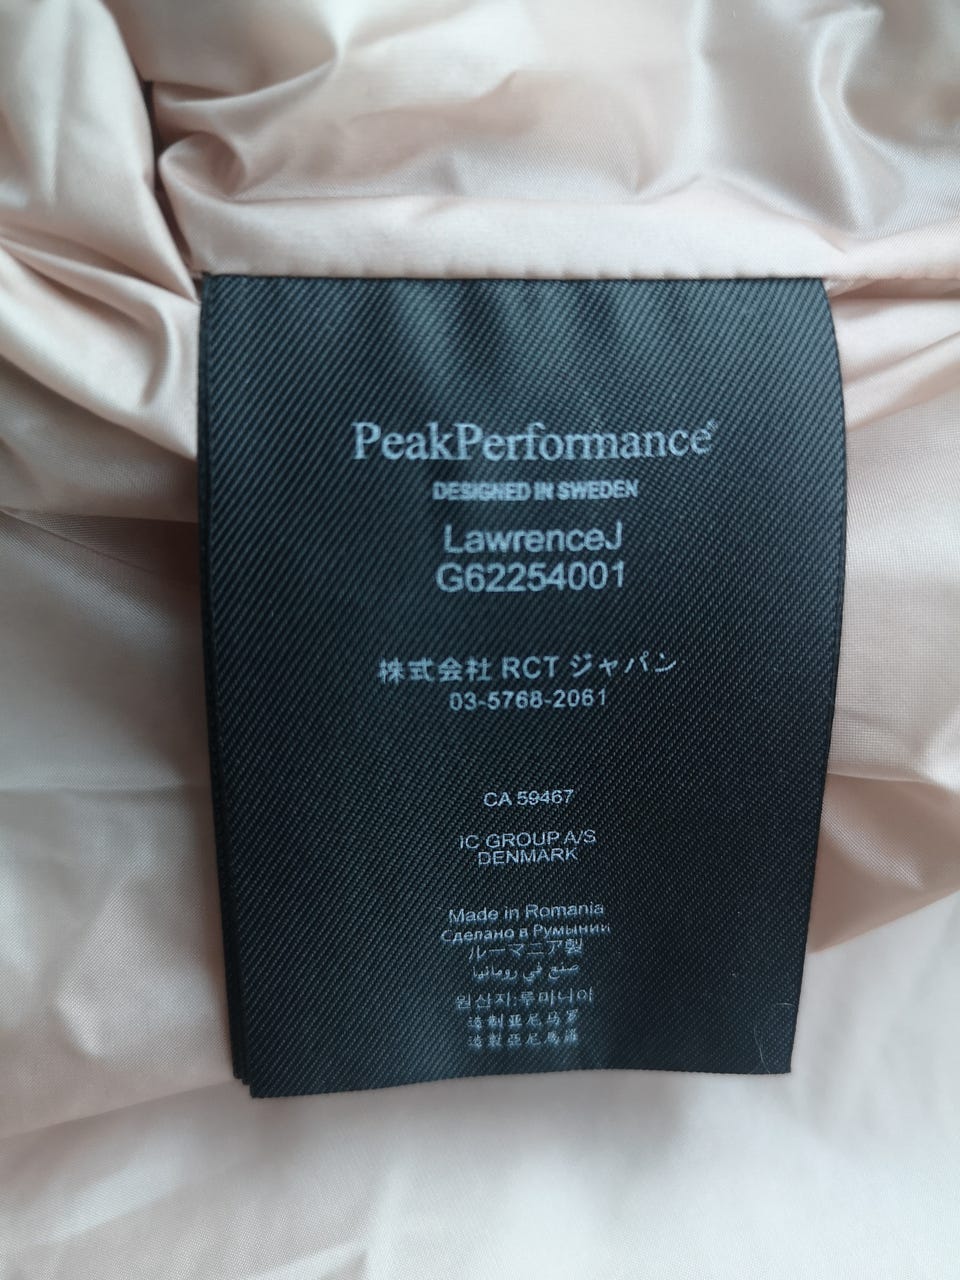 PeakPerformance®
DESIGNED IN SWEDEN
LawrenceJ
G62254001
株式会社 RCT ジャパン
03-5768-2061
CA 59467
IC GROUP A/S
DENMARK
Made in Romania
Сделано в Румынии
ルーマニア製
صنع في رومانيا
원산지:루마니아
造制亚尼马罗
造製亞尼馬羅